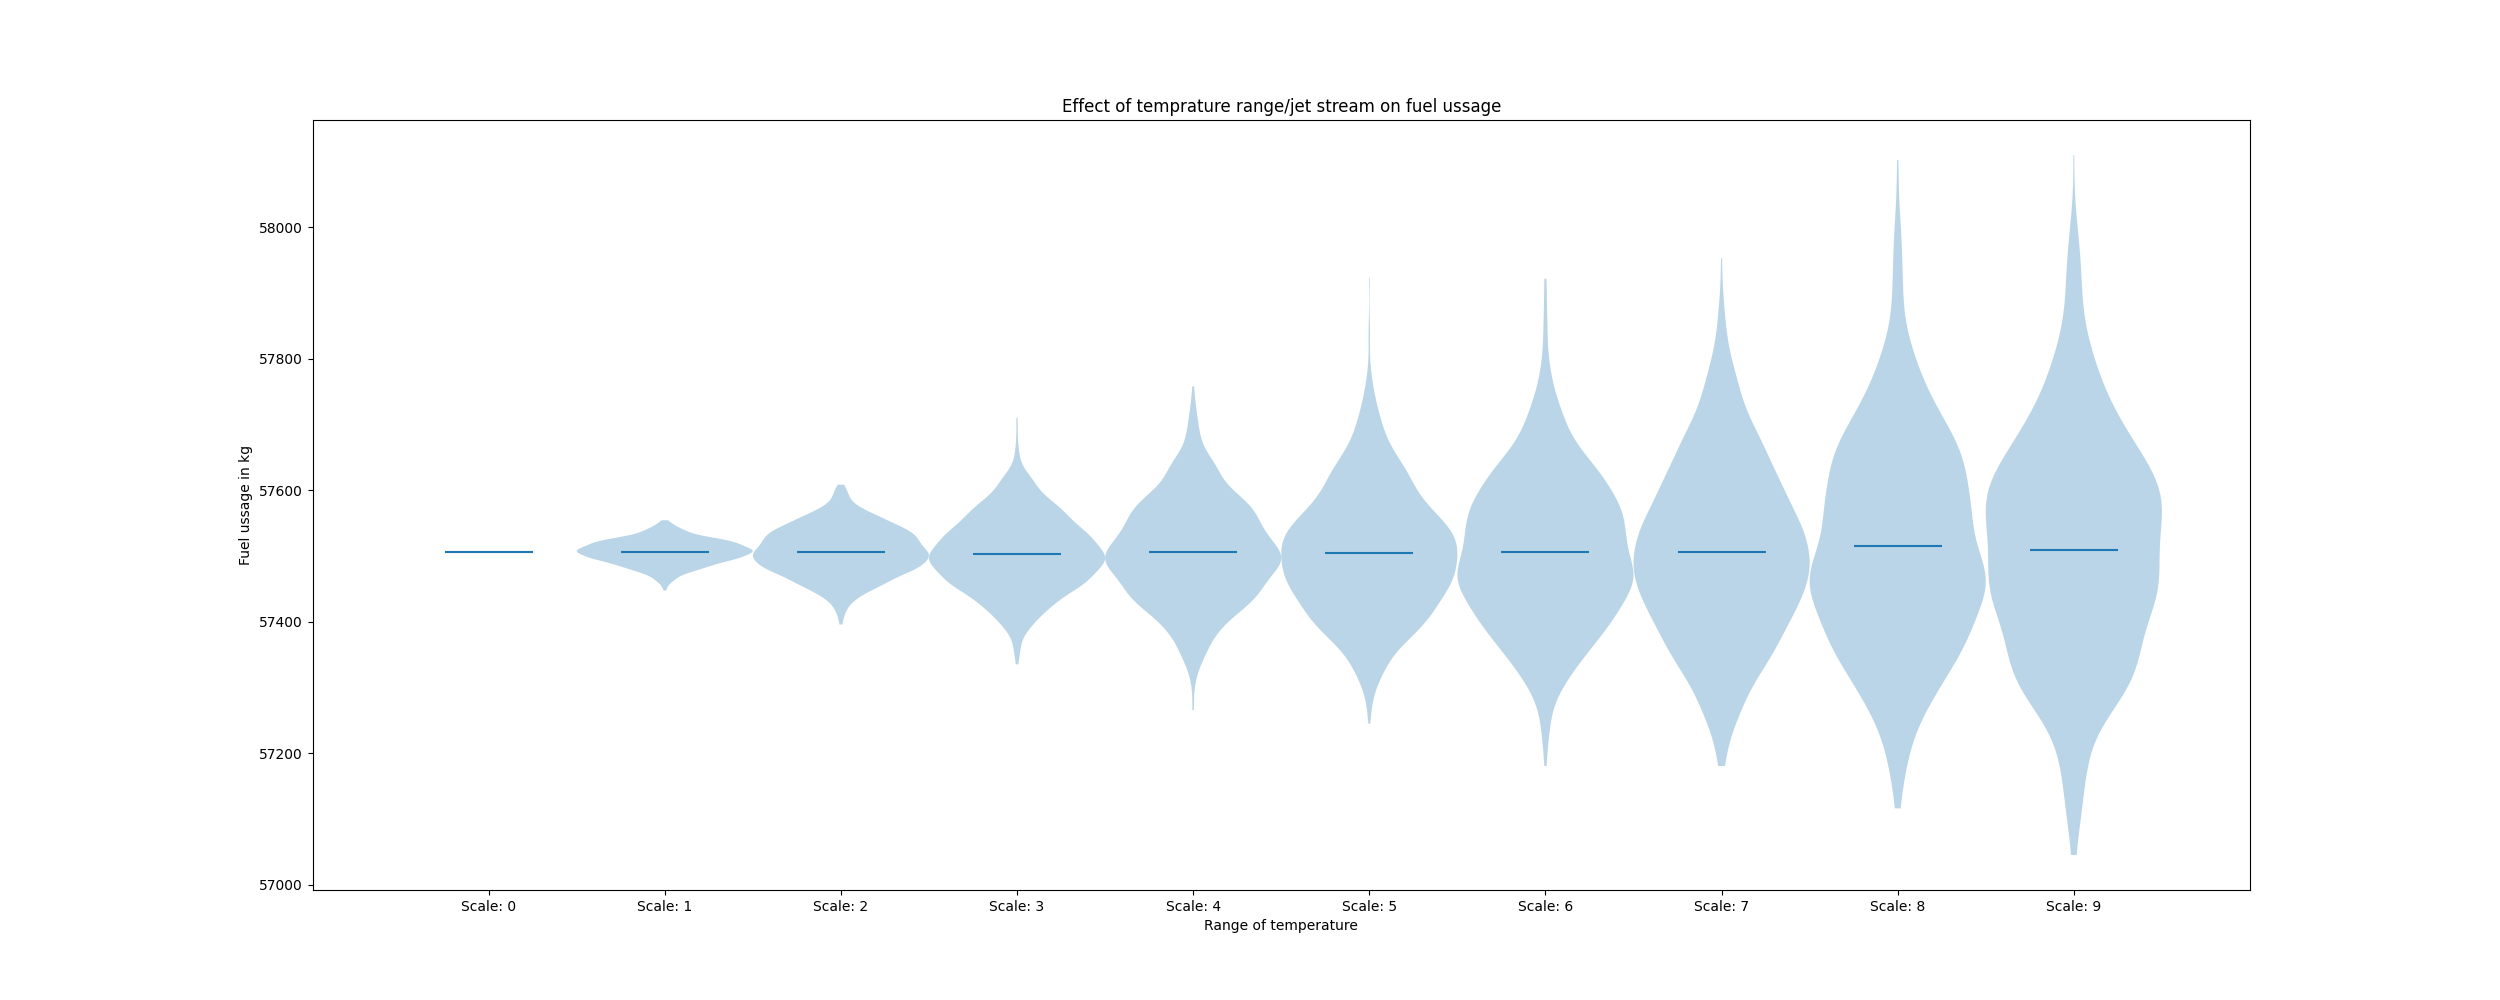 Effect of temprature range/jet stream on fuel ussage
Fuel ussage in kg
58000
57800
57600
57400
57200
57000
Scale: 0 Scale: 1 Scale: 2 Scale: 3 Scale: 4 Scale: 5 Scale: 6 Scale: 7 Scale: 8 Scale: 9
Range of temperature